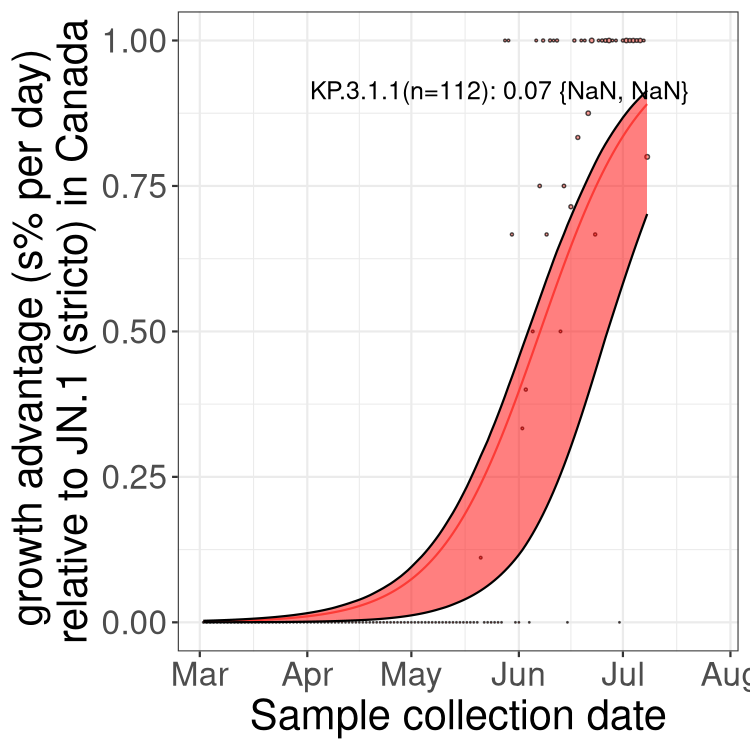 growth advantage (s% per day)
relative to JN.1 (stricto) in Canada
1.00
0.75
0.50
0.25
0.00
KP.3.1.1(n=112): 0.07 {NaN, NaN}
Mar Apr May Jun Jul Aug
Sample collection date